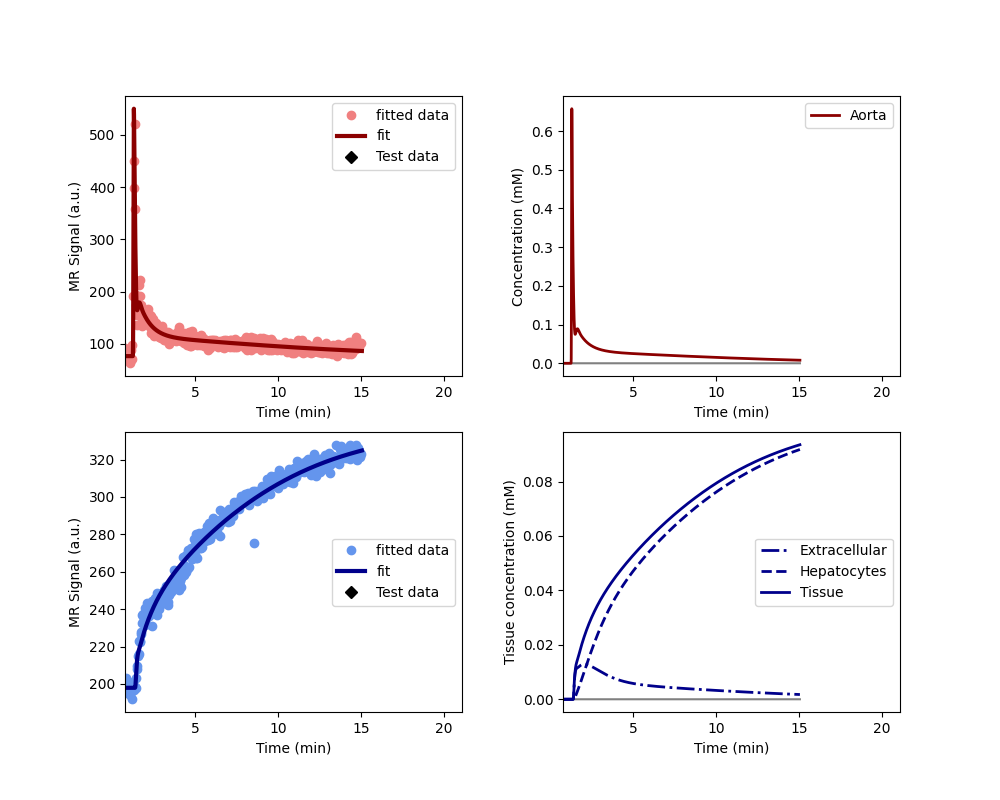 500
400
300
200
100
5
10
15
20
MR Signal (a.u.)
Time (min)
fitted data
fit
Test data
0.6
0.5
0.4
0.3
0.2
0.1
0.0
5
10
15
20
Concentration (mM)
Time (min)
Aorta
320
300
280
260
240
220
200
5
10
15
20
MR Signal (a.u.)
Time (min)
fitted data
fit
Test data
0.08
0.06
0.04
0.02
0.00
5
10
15
20
Tissue concentration (mM)
Time (min)
Extracellular
Hepatocytes
Tissue